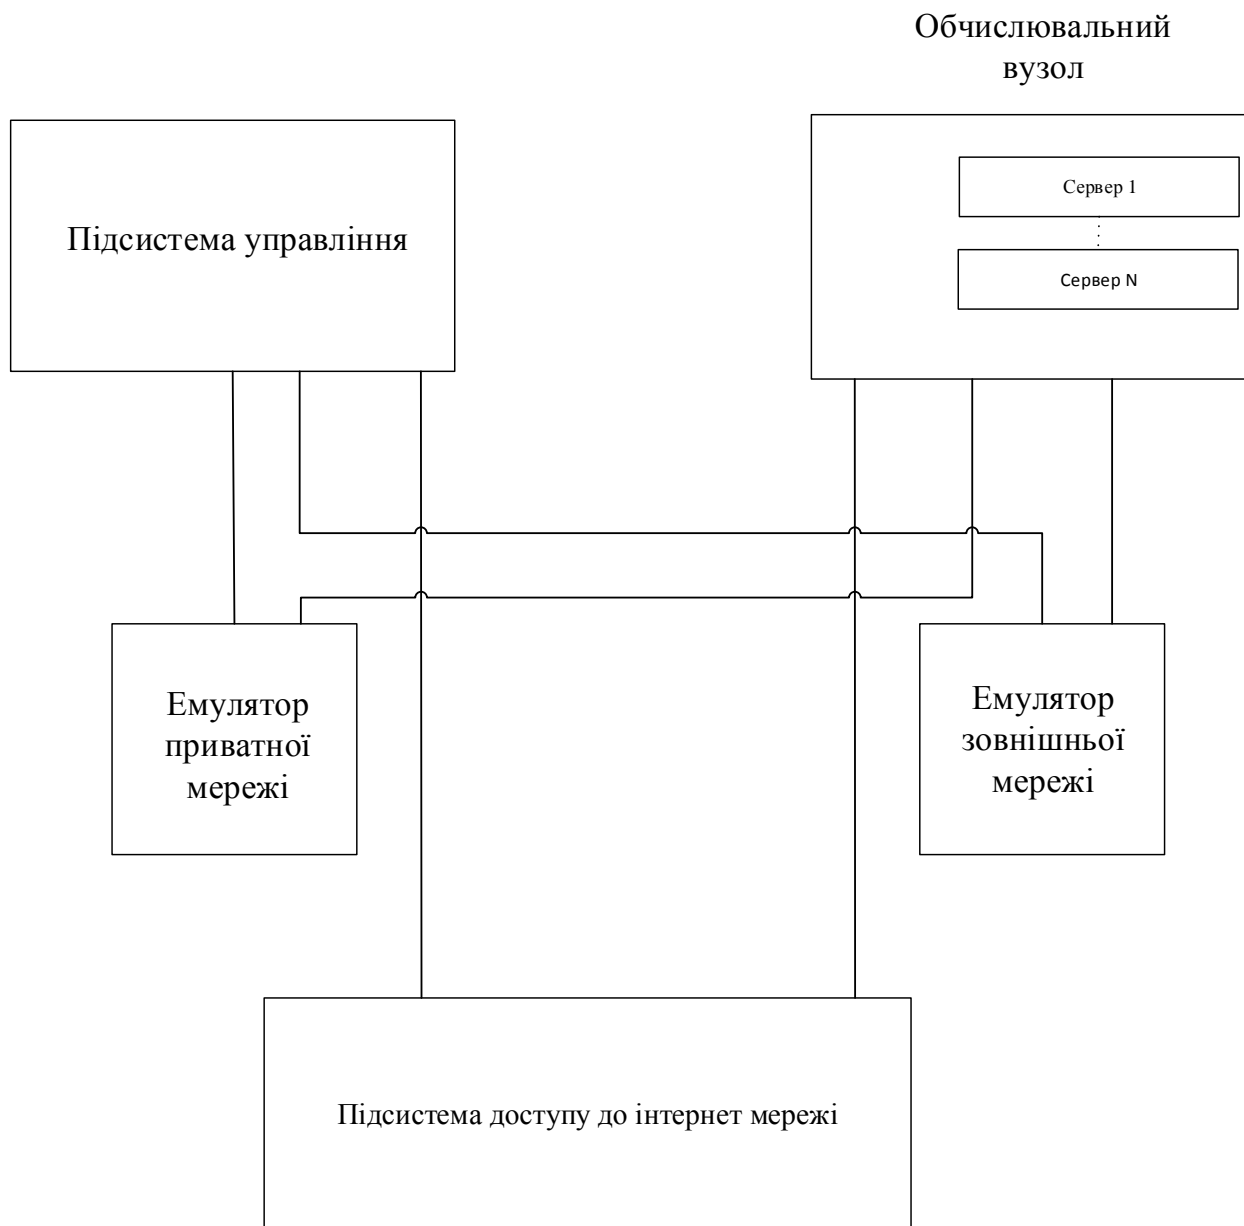 Обчислювальний
вузол
Підсистема управління
Сервер 1
Сервер N
Емулятор
приватної
мережі
Емулятор
зовнішньої
мережі
Підсистема доступу до інтернет мережі